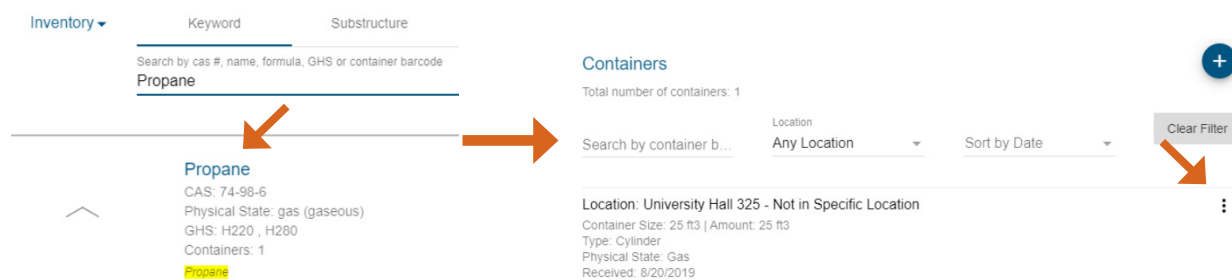 Inventory
Keyword
Substructure
Search by cas #, name, formula, GHS or container barcode
Propane
Propane
CAS: 74-98-6
Physical State: gas (gaseous)
GHS: H220 , H280
Containers: 1
Propane
Containers
+
Total number of containers: 1
Search by container b...
Location
Any Location
Sort by Date
Clear Filter
Location: University Hall 325 - Not in Specific Location
Container Size: 25 ft3 | Amount: 25 ft3
Type: Cylinder
Physical State: Gas
Received: 8/20/2019